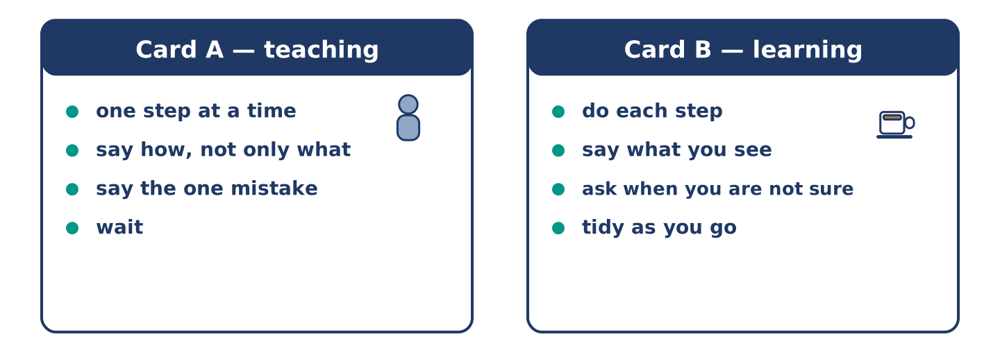 Card A — teaching
one step at a time
say how, not only what
say the one mistake
wait
Card B — learning
do each step
say what you see
ask when you are not sure
tidy as you go